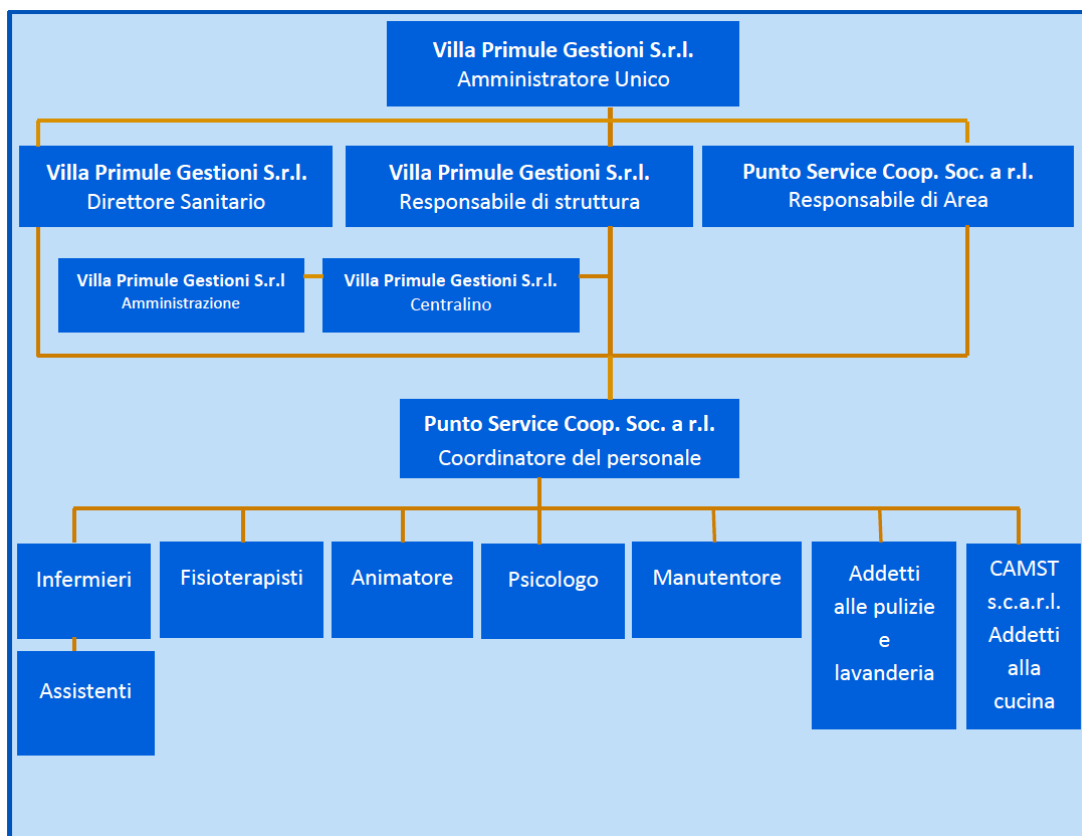 Villa Primule Gestioni S.r.l.
Amministratore Unico
Villa Primule Gestioni S.r.l.
Direttore Sanitario
Villa Primule Gestioni S.r.l.
Responsabile di struttura
Punto Service Coop. Soc. a r.l.
Responsabile di Area
Villa Primule Gestioni S.r.l
Amministrazione
Villa Primule Gestioni S.r.l.
Centralino
Punto Service Coop. Soc. a r.l.
Coordinatore del personale
Infermieri
Fisioterapisti
Animatore
Psicologo
Manutentore
Addetti
alle pulizie
e
lavanderia
CAMST
s.c.a.r.l.
Addetti
alla
cucina
Assistenti